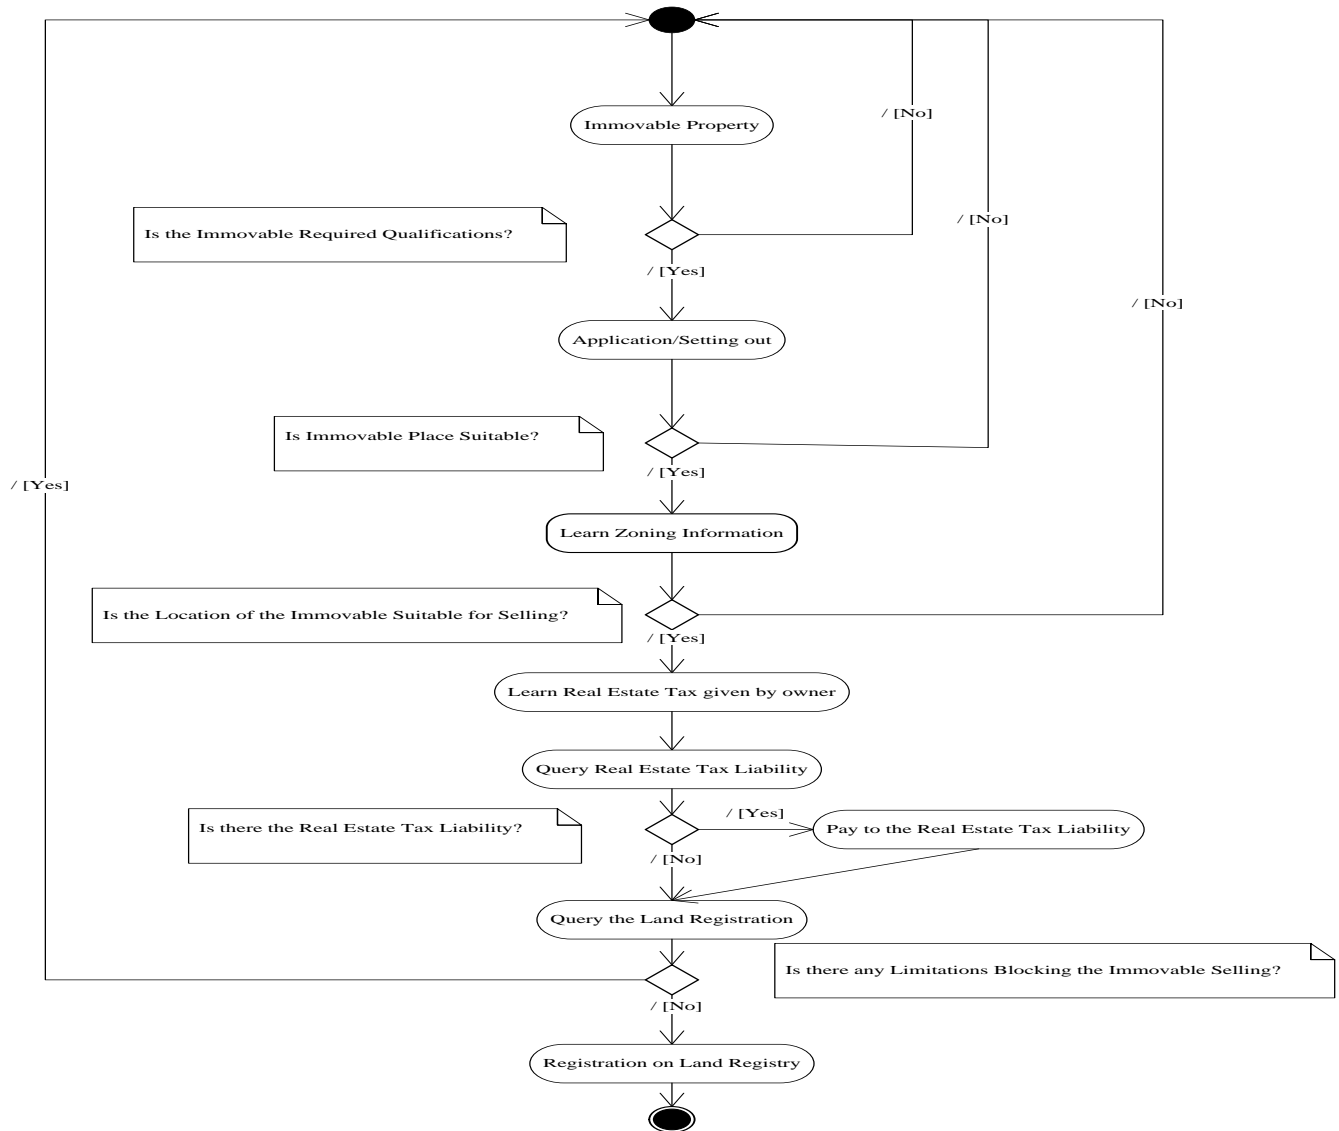 / [No]
Immovable Property
/ [No]
Is the Immovable Required Qualifications?
/ [Yes]
/ [No]
Application/Setting out
Is Immovable Place Suitable?
/ [Yes]
/ [Yes]
Learn Zoning Information
Is the Location of the Immovable Suitable for Selling?
/ [Yes]
Learn Real Estate Tax given by owner
Query Real Estate Tax Liability
/ [Yes]
Is there the Real Estate Tax Liability?
Pay to the Real Estate Tax Liability
/ [No]
Query the Land Registration
Is there any Limitations Blocking the Immovable Selling?
/ [No]
Registration on Land Registry